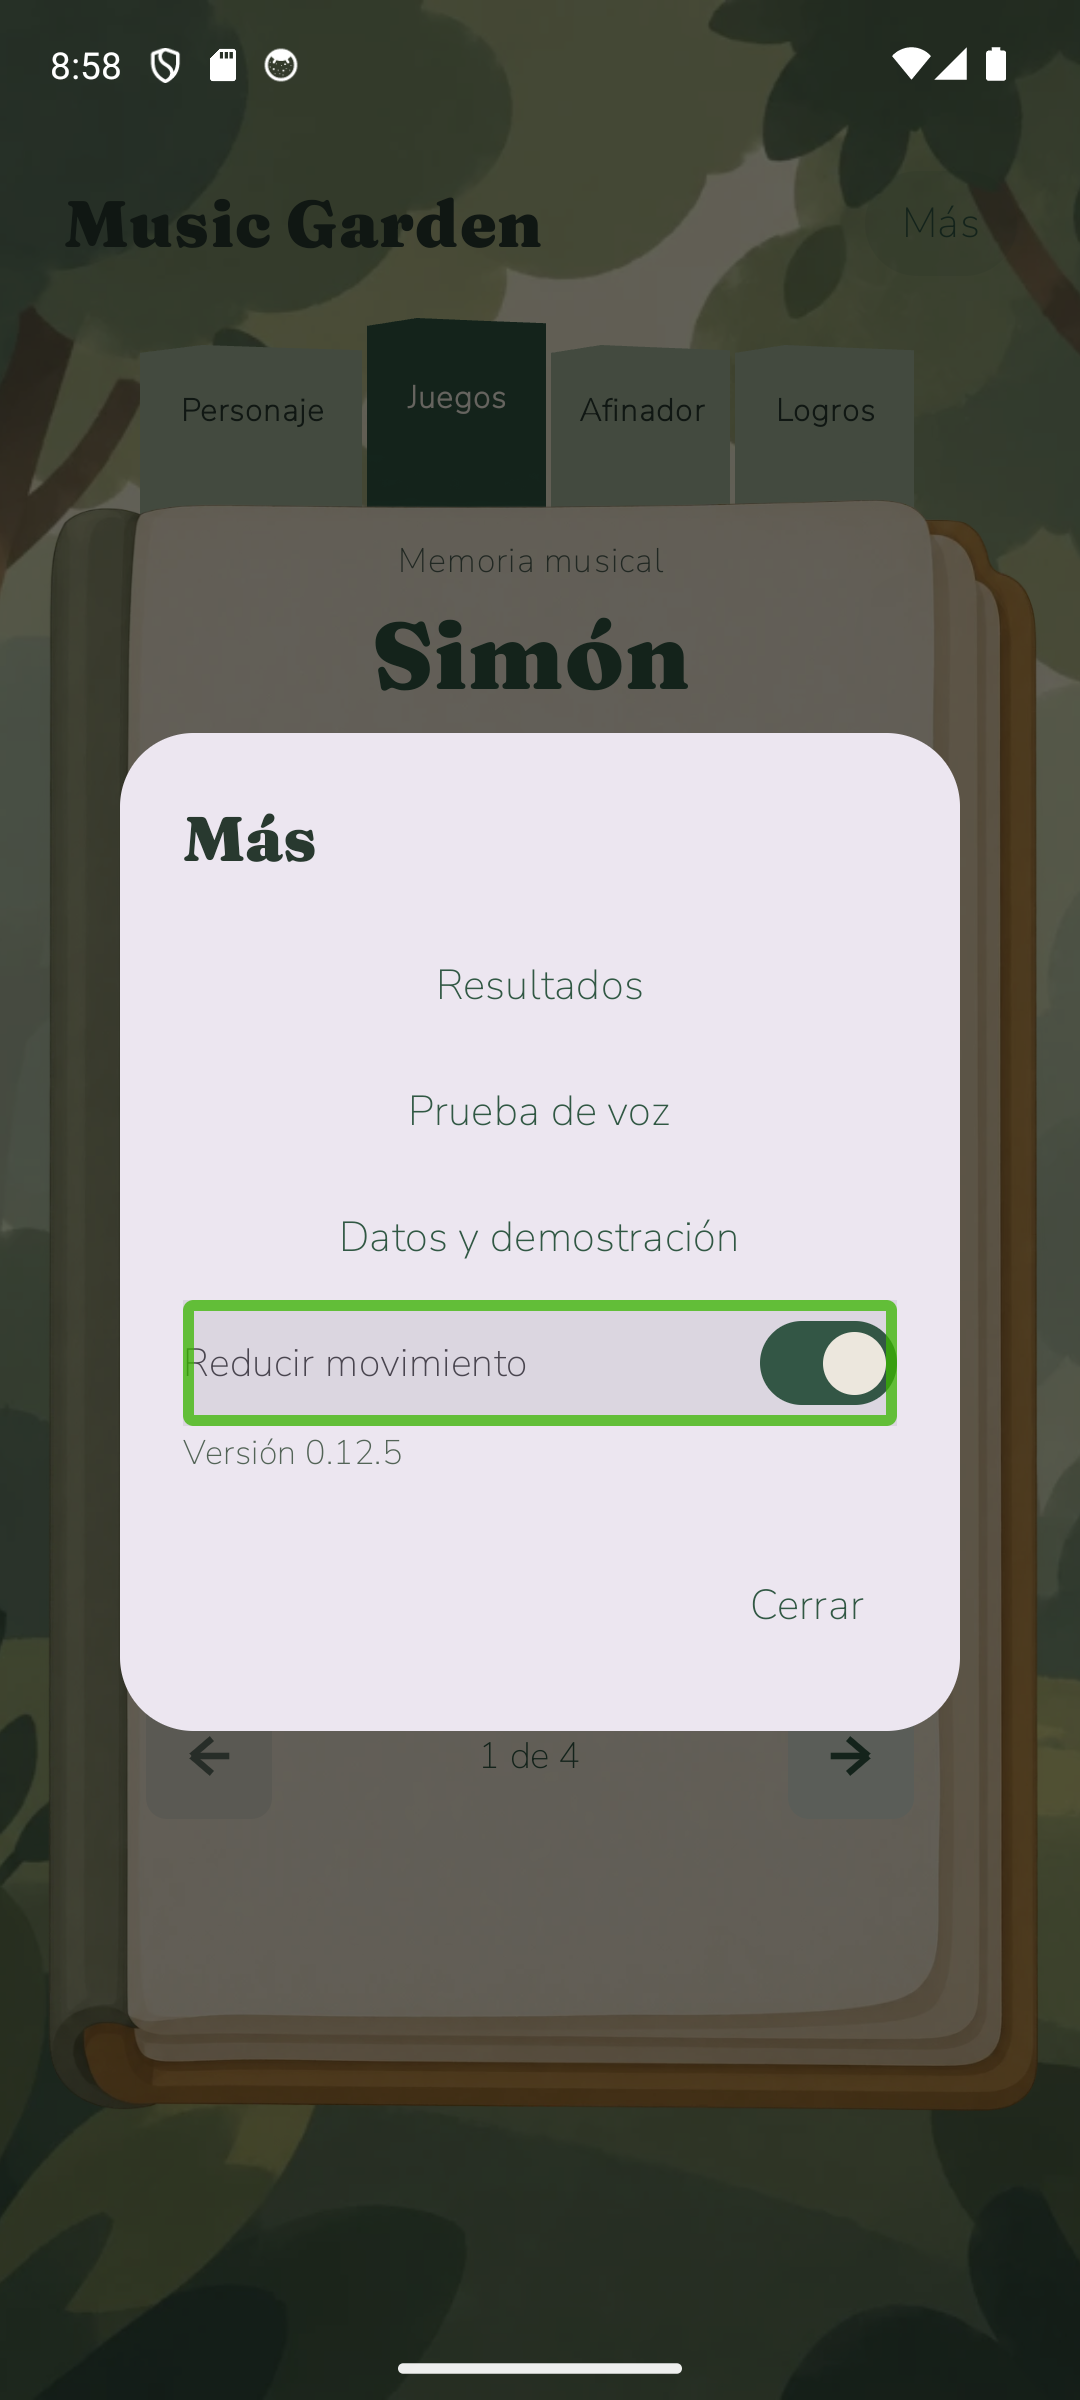 8:58
Music Garden
Más
Personaje
Juegos
Afinador
Logros
Memoria musical
Simón
Más
Resultados
Prueba de voz
Datos y demostración
Reducir movimiento
Versión 0.12.5
Cerrar
1 de 4